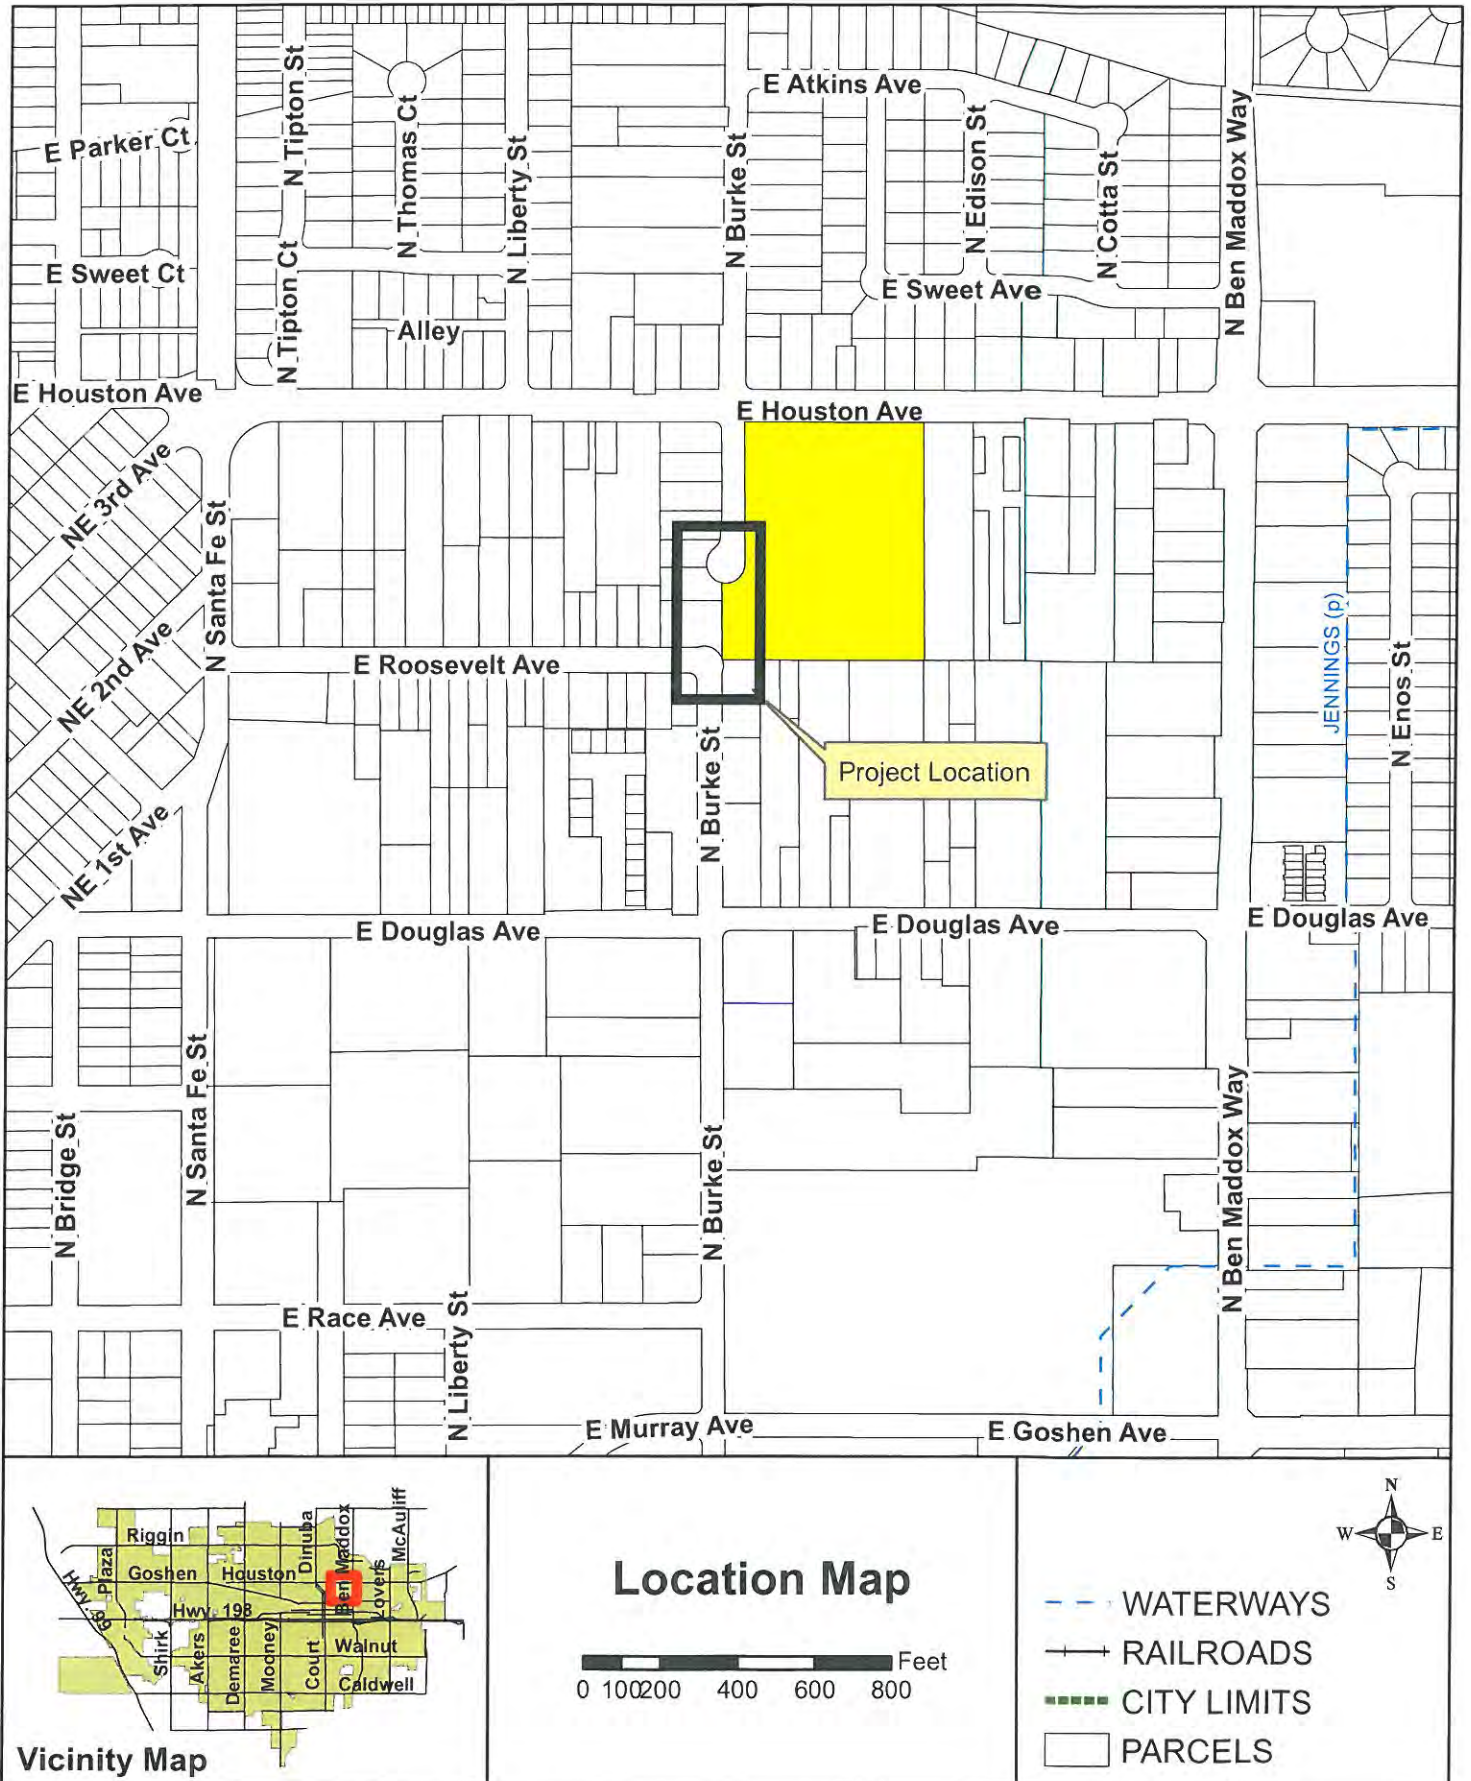 E Atkins Ave
E Parker Ct
N Tipton St
N Thomas Ct
N Liberty St
N Burke St
N Edison St
N Cotta St
N Ben Maddox Way
E Sweet Ct
N Tipton Ct
E Sweet Ave
Alley
E Houston Ave
E Houston Ave
NE 3rd Ave
N Santa Fe St
NE 2nd Ave
E Roosevelt Ave
JENNINGS (p)
N Enos St
Project Location
N Burke St
NE 1st Ave
E Douglas Ave
E Douglas Ave
E Douglas Ave
N Santa Fe St
N Bridge St
N Burke St
N Ben Maddox Way
E Race Ave
N Liberty St
E Murray Ave
E Goshen Ave
Riggin
Dinuba
Ben Maddox
McAuliff
Plaza
Goshen
Houston
Lovers
Hwy. 99
Hwy. 198
Shirk
Akers
Demaree
Mooney
Court
Walnut
Caldwell
Vicinity Map
Location Map
Feet
0 100200 400 600 800
N
W E
S
WATERWAYS
RAILROADS
CITY LIMITS
PARCELS